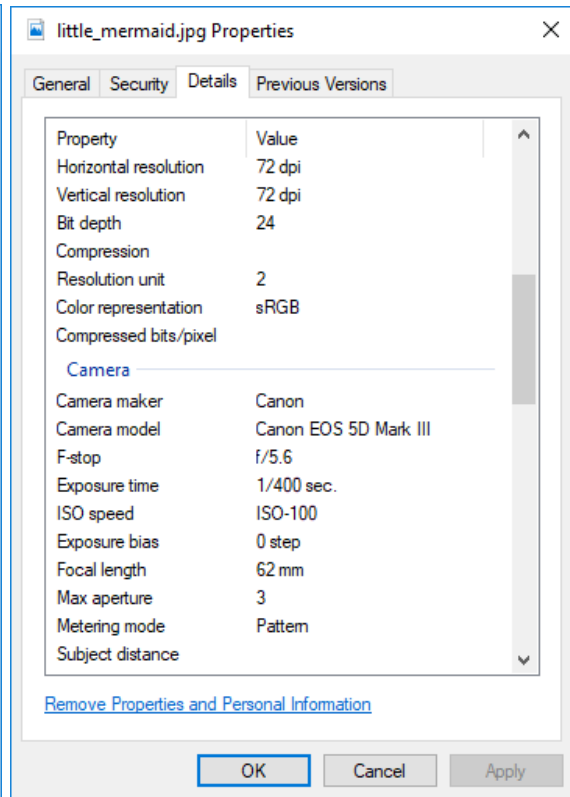 little_mermaid.jpg Properties
General Security Details Previous Versions
Property Value
Horizontal resolution 72 dpi
Vertical resolution 72 dpi
Bit depth 24
Compression
Resolution unit 2
Color representation sRGB
Compressed bits/pixel
Camera
Camera maker Canon
Camera model Canon EOS 5D Mark III
F-stop f/5.6
Exposure time 1/400 sec.
ISO speed ISO-100
Exposure bias 0 step
Focal length 62 mm
Max aperture 3
Metering mode Pattern
Subject distance
Remove Properties and Personal Information
OK Cancel Apply